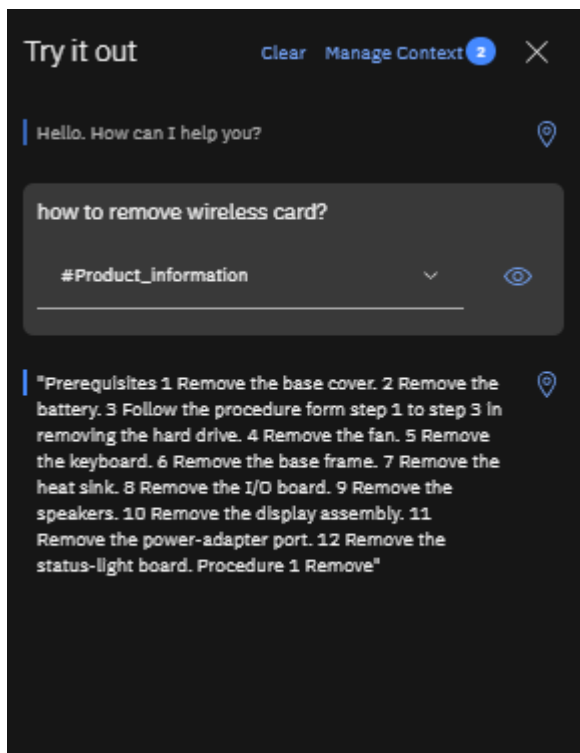 Try it out
Clear Manage Context 2
Hello. How can I help you?
how to remove wireless card?
#Product_information
"Prerequisites 1 Remove the base cover. 2 Remove the
battery. 3 Follow the procedure form step 1 to step 3 in
removing the hard drive. 4 Remove the fan. 5 Remove
the keyboard. 6 Remove the base frame. 7 Remove the
heat sink. 8 Remove the I/O board. 9 Remove the
speakers. 10 Remove the display assembly. 11
Remove the power-adapter port. 12 Remove the
status-light board. Procedure 1 Remove"